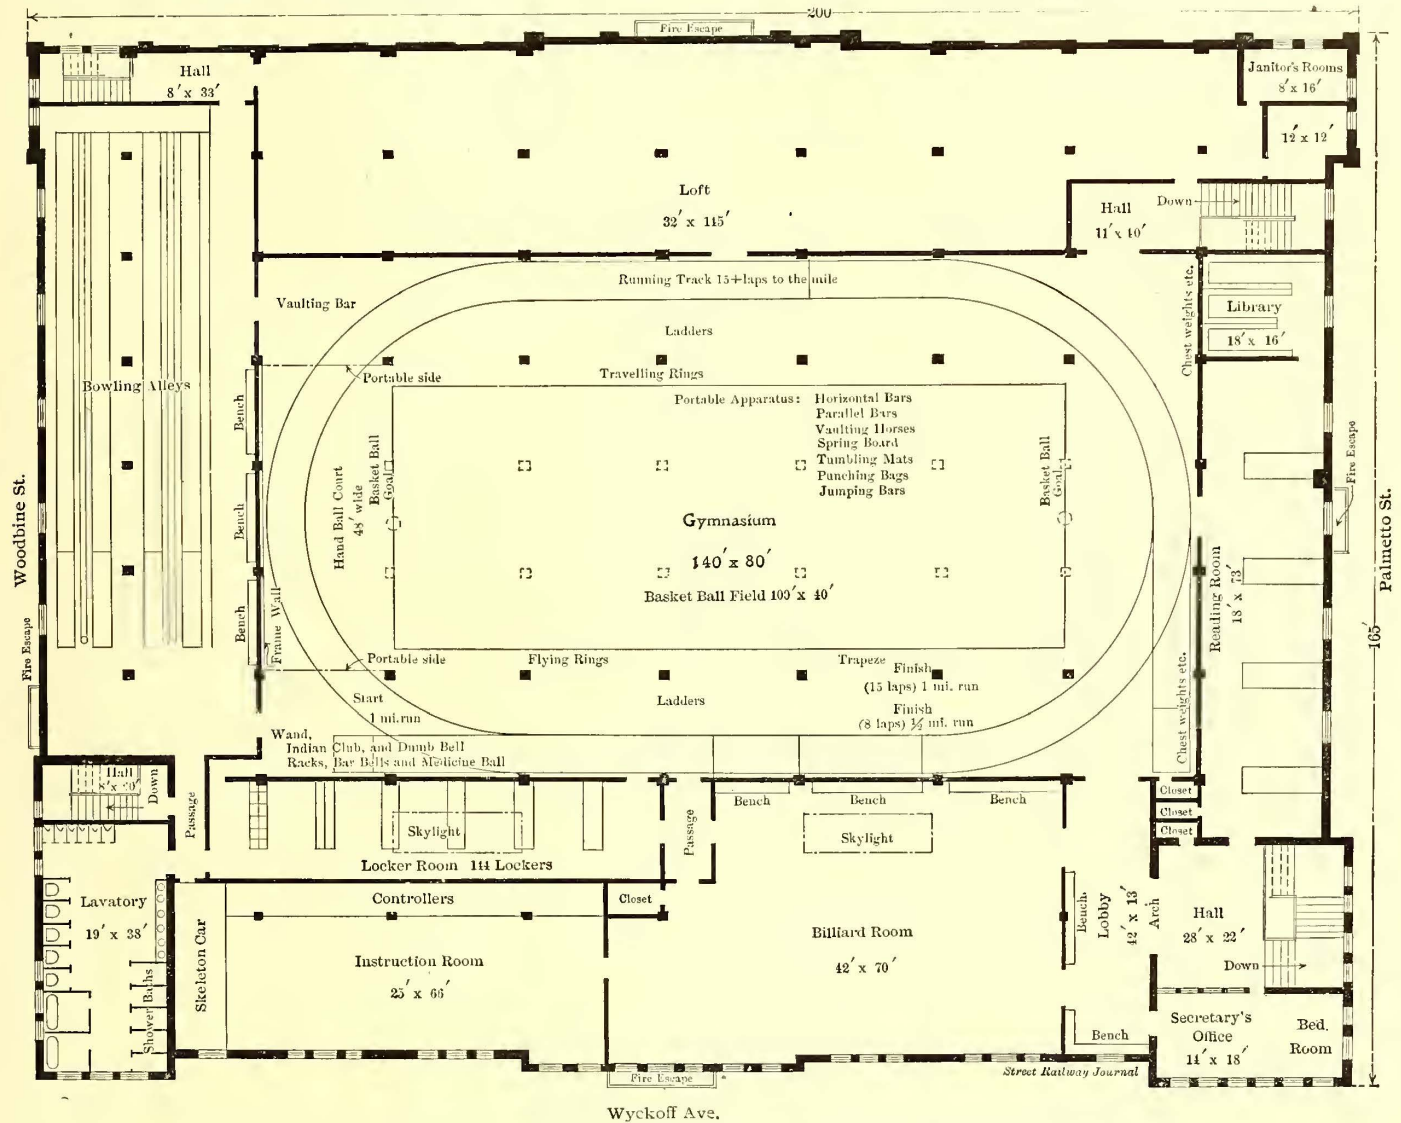 200
Fire Escape
Hall
8′ x 33′
Janitor's Rooms
8′ x 16′
12′ x 12′
Loft
32′ x 115′
Down
Hall
11′ x 40′
Running Track 15+laps to the mile
Vaulting Bar
Chest weights etc.
Library
18′ x 16′
Ladders
Portable side
Travelling Rings
Bowling Alleys
Bench
Portable Apparatus: Horizontal Bars
Parallel Bars
Vaulting Horses
Spring Board
Tumbling Mats
Punching Bags
Jumping Bars
Hand Ball Court
48′ wide
Basket Ball
Goal
Basket Ball
Goal
Fire Escape
Woodbine St.
Bench
Gymnasium
140′ x 80′
Basket Ball Field 100′ x 40′
Reading Room
18′ x 73′
Palmetto St.
165′
Bench
Frame Wall
Fire Escape
Portable side
Flying Rings
Trapeze
Finish
(15 laps) 1 mi. run
Start
1 mi. run
Ladders
Finish
(8 laps) ½ mi. run
Chest weights etc.
Wand,
Indian Club, and Dumb Bell
Racks, Bar Bells and Medicine Ball
Hall
Down
Passage
Skylight
Locker Room 144 Lockers
Passage
Bench
Bench
Bench
Skylight
Closet
Closet
Closet
Lavatory
19′ x 38′
Shower Baths
Skeleton Car
Controllers
Closet
Instruction Room
25′ x 66′
Billiard Room
42′ x 70′
Bench
Lobby
42′ x 13′
Arch
Hall
28′ x 22′
Down
Bench
Secretary's
Office
14′ x 18′
Bed.
Room
Fire Escape
Street Railway Journal
Wyckoff Ave.